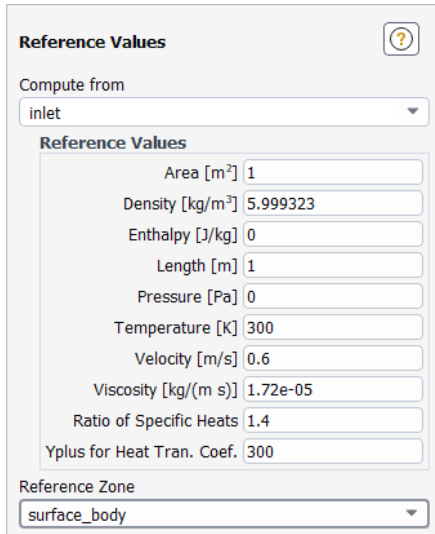 Reference Values
?
Compute from
inlet
Reference Values
Area [m²] 1
Density [kg/m³] 5.999323
Enthalpy [J/kg] 0
Length [m] 1
Pressure [Pa] 0
Temperature [K] 300
Velocity [m/s] 0.6
Viscosity [kg/(m s)] 1.72e-05
Ratio of Specific Heats 1.4
Yplus for Heat Tran. Coef. 300
Reference Zone
surface_body